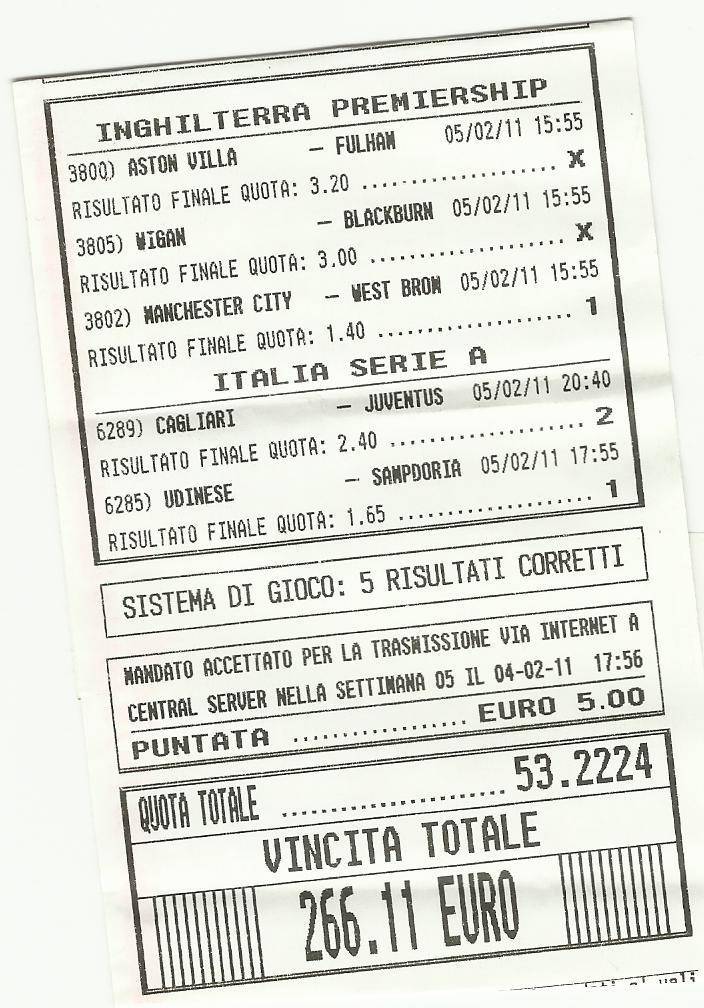 INGHILTERRA PREMIERSHIP
3800) ASTON VILLA – FULHAM 05/02/11 15:55
RISULTATO FINALE QUOTA: 3.20 .................... X
3805) WIGAN – BLACKBURN 05/02/11 15:55
RISULTATO FINALE QUOTA: 3.00 .................... X
3802) MANCHESTER CITY – WEST BROM 05/02/11 15:55
RISULTATO FINALE QUOTA: 1.40 .................... 1
ITALIA SERIE A
6289) CAGLIARI – JUVENTUS 05/02/11 20:40
RISULTATO FINALE QUOTA: 2.40 .................... 2
6285) UDINESE – SAMPDORIA 05/02/11 17:55
RISULTATO FINALE QUOTA: 1.65 .................... 1
SISTEMA DI GIOCO: 5 RISULTATI CORRETTI
MANDATO ACCETTATO PER LA TRASMISSIONE VIA INTERNET A
CENTRAL SERVER NELLA SETTIMANA 05 IL 04-02-11 17:56
PUNTATA .................. EURO 5.00
QUOTA TOTALE ....................... 53.2224
VINCITA TOTALE
266.11 EURO